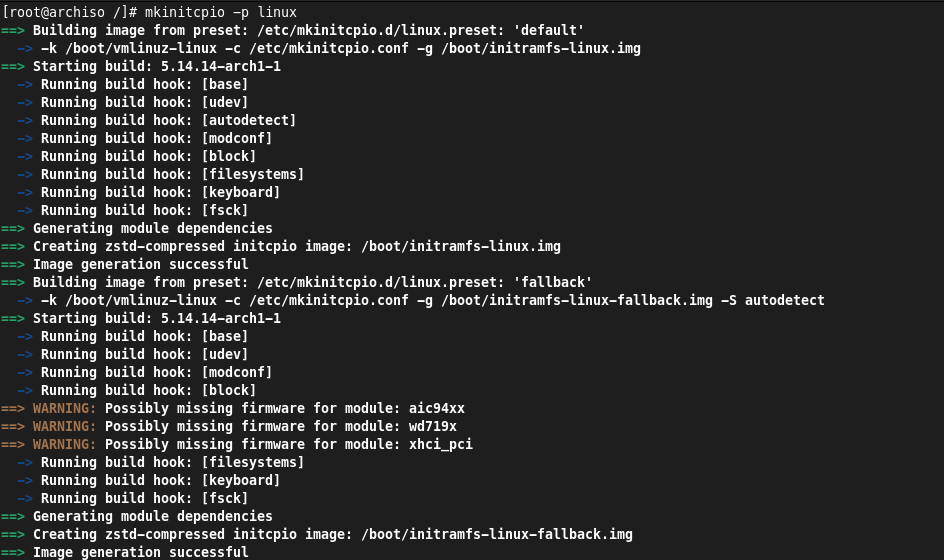 [root@archiso /]# mkinitcpio -p linux
==> Building image from preset: /etc/mkinitcpio.d/linux.preset: 'default'
  -> -k /boot/vmlinuz-linux -c /etc/mkinitcpio.conf -g /boot/initramfs-linux.img
==> Starting build: 5.14.14-arch1-1
  -> Running build hook: [base]
  -> Running build hook: [udev]
  -> Running build hook: [autodetect]
  -> Running build hook: [modconf]
  -> Running build hook: [block]
  -> Running build hook: [filesystems]
  -> Running build hook: [keyboard]
  -> Running build hook: [fsck]
==> Generating module dependencies
==> Creating zstd-compressed initcpio image: /boot/initramfs-linux.img
==> Image generation successful
==> Building image from preset: /etc/mkinitcpio.d/linux.preset: 'fallback'
  -> -k /boot/vmlinuz-linux -c /etc/mkinitcpio.conf -g /boot/initramfs-linux-fallback.img -S autodetect
==> Starting build: 5.14.14-arch1-1
  -> Running build hook: [base]
  -> Running build hook: [udev]
  -> Running build hook: [modconf]
  -> Running build hook: [block]
==> WARNING: Possibly missing firmware for module: aic94xx
==> WARNING: Possibly missing firmware for module: wd719x
==> WARNING: Possibly missing firmware for module: xhci_pci
  -> Running build hook: [filesystems]
  -> Running build hook: [keyboard]
  -> Running build hook: [fsck]
==> Generating module dependencies
==> Creating zstd-compressed initcpio image: /boot/initramfs-linux-fallback.img
==> Image generation successful